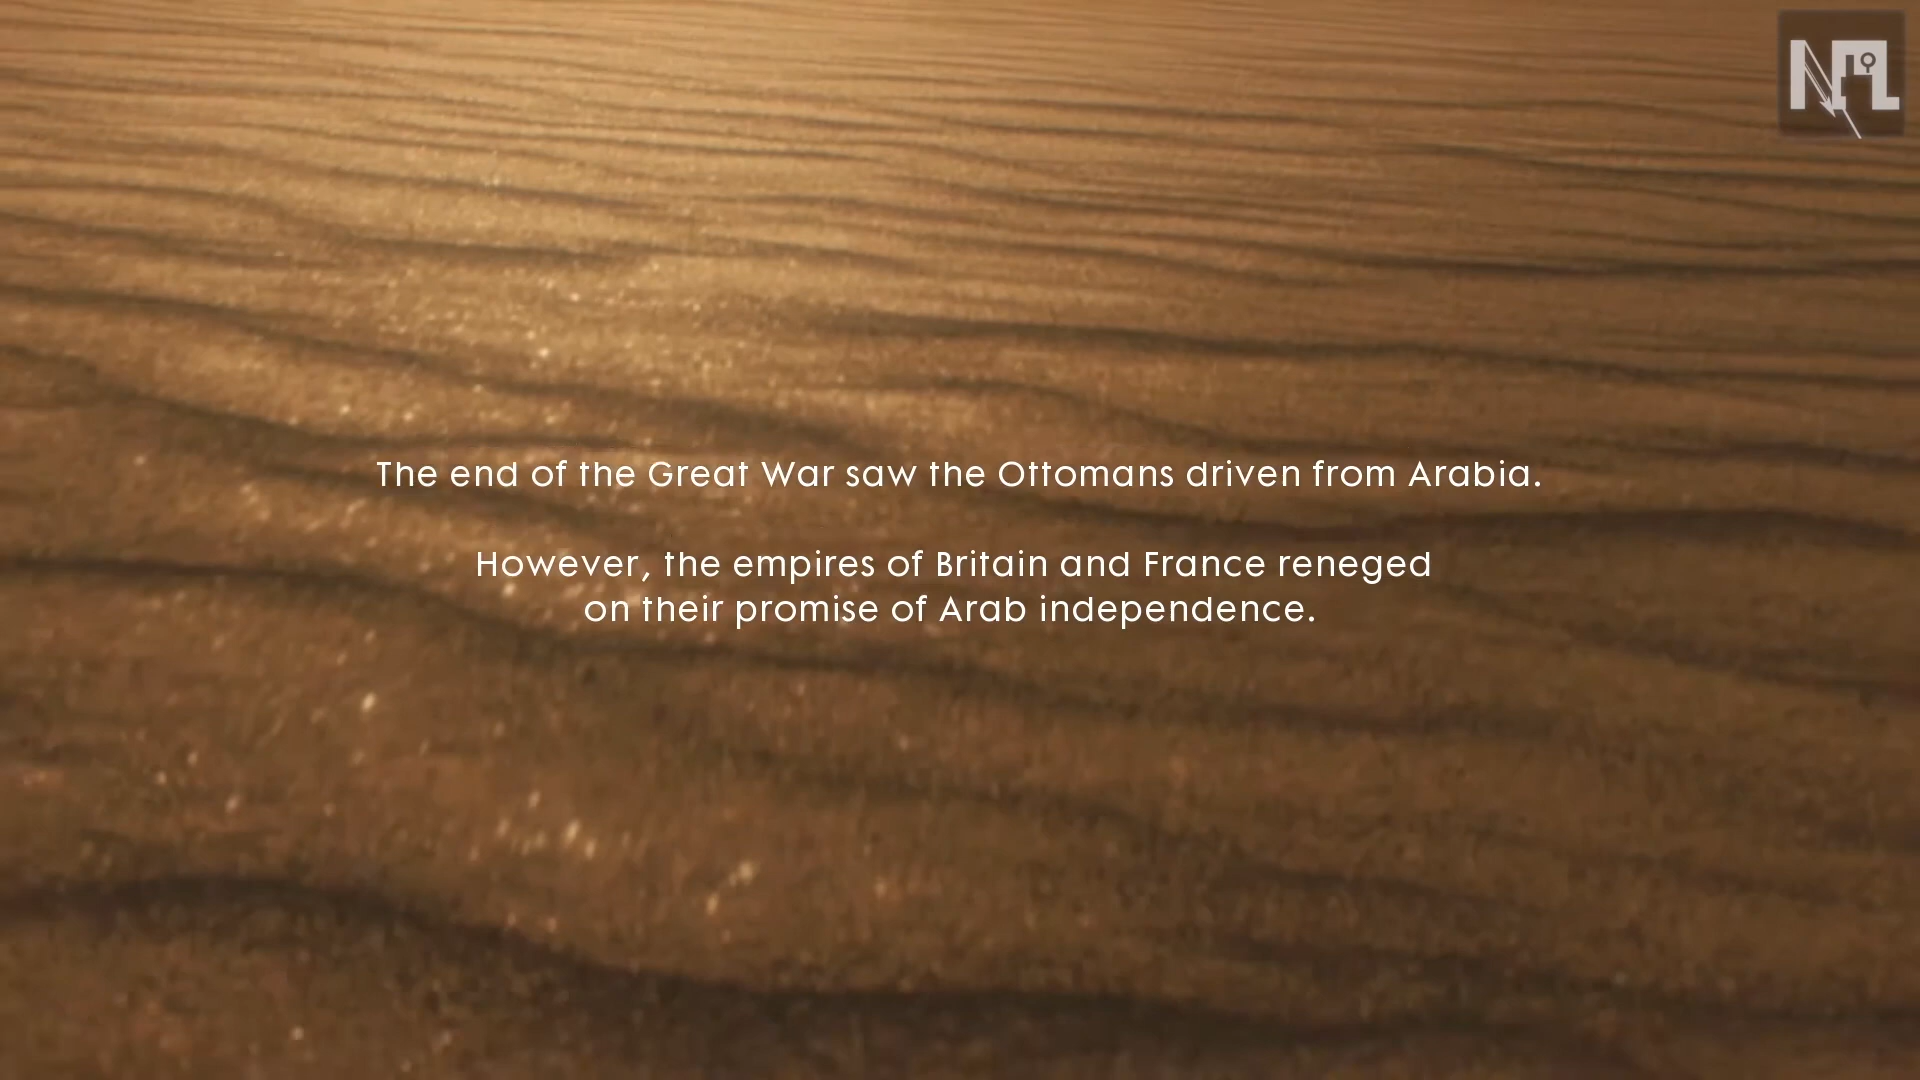 The end of the Great War saw the Ottomans driven from Arabia.
However, the empires of Britain and France reneged
on their promise of Arab independence.